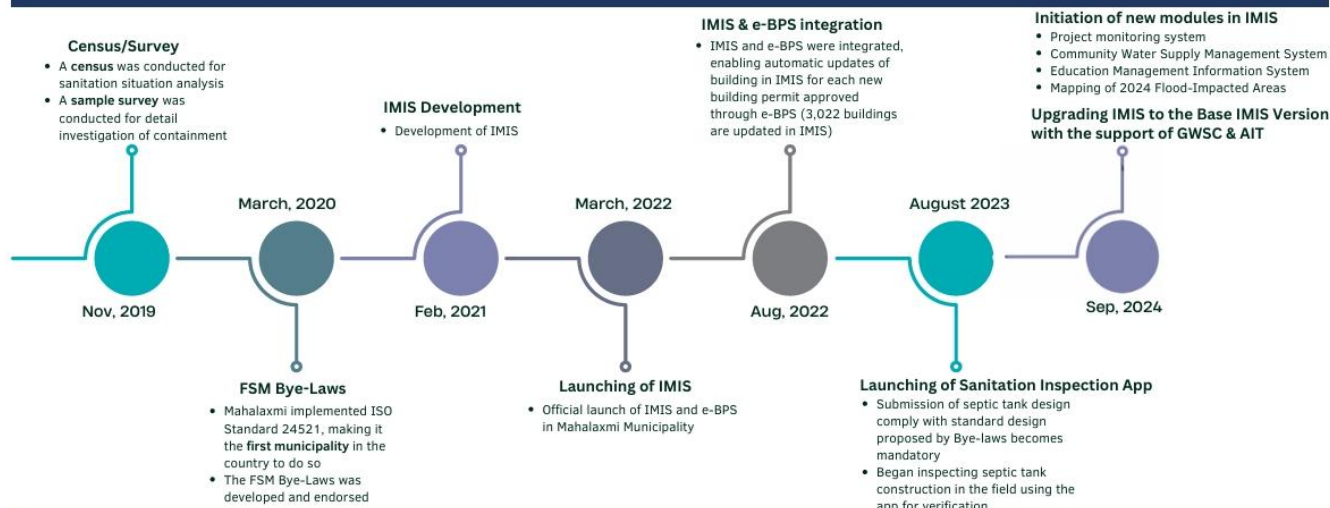 Census/Survey
• A census was conducted for
sanitation situation analysis
• A sample survey was
conducted for detail
investigation of containment
Nov, 2019
March, 2020
FSM Bye-Laws
• Mahalaxmi implemented ISO
Standard 24521, making it
the first municipality in the
country to do so
• The FSM Bye-Laws was
developed and endorsed
IMIS Development
• Development of IMIS
Feb, 2021
March, 2022
Launching of IMIS
• Official launch of IMIS and e-BPS
in Mahalaxmi Municipality
IMIS & e-BPS integration
• IMIS and e-BPS were integrated,
enabling automatic updates of
building in IMIS for each new
building permit approved
through e-BPS (3,022 buildings
are updated in IMIS)
Aug, 2022
August 2023
Launching of Sanitation Inspection App
• Submission of septic tank design
comply with standard design
proposed by Bye-laws becomes
mandatory
• Began inspecting septic tank
construction in the field using the
app for verification
Initiation of new modules in IMIS
• Project monitoring system
• Community Water Supply Management System
• Education Management Information System
• Mapping of 2024 Flood-Impacted Areas
Upgrading IMIS to the Base IMIS Version
with the support of GWSC & AIT
Sep, 2024